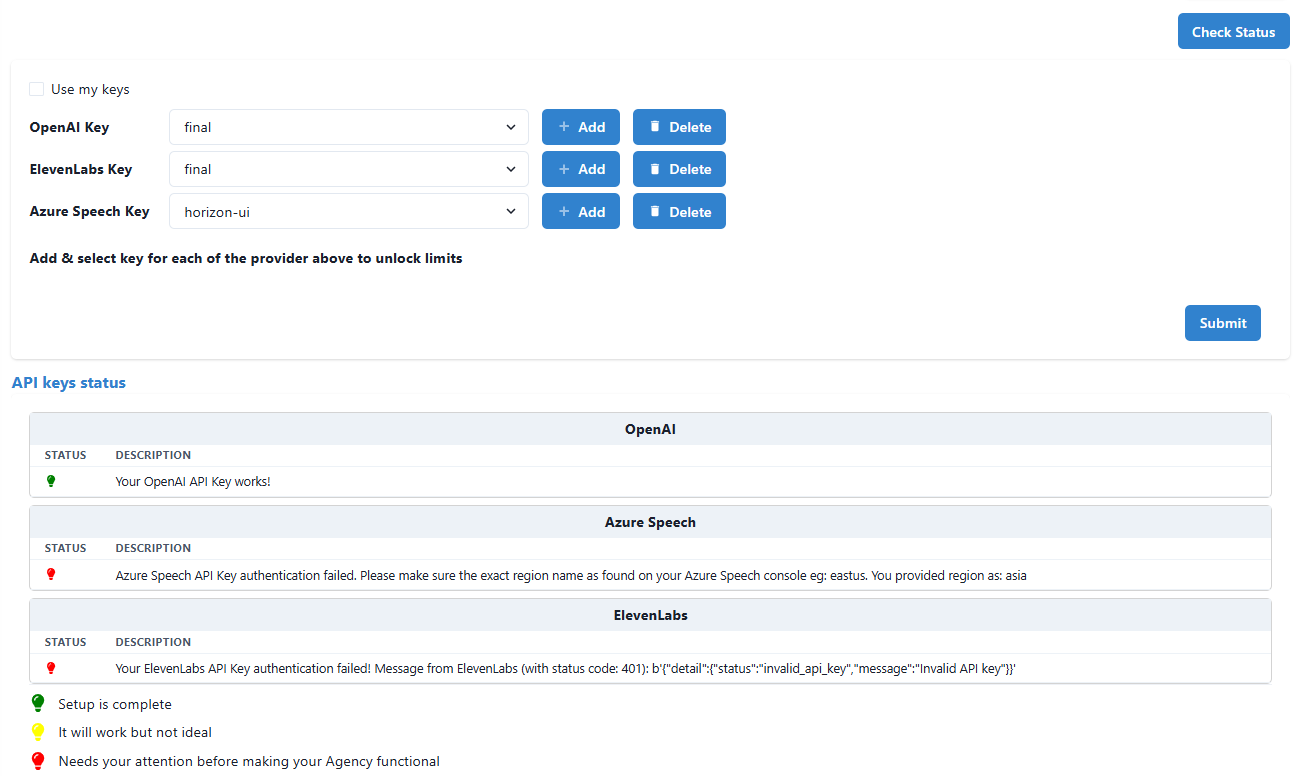 Check Status
Use my keys
OpenAI Key final Add Delete
ElevenLabs Key final Add Delete
Azure Speech Key horizon-ui Add Delete
Add & select key for each of the provider above to unlock limits
Submit
API keys status
OpenAI
STATUS DESCRIPTION
Your OpenAI API Key works!
Azure Speech
STATUS DESCRIPTION
Azure Speech API Key authentication failed. Please make sure the exact region name as found on your Azure Speech console eg: eastus. You provided region as: asia
ElevenLabs
STATUS DESCRIPTION
Your ElevenLabs API Key authentication failed! Message from ElevenLabs (with status code: 401): b'{"detail":{"status":"invalid_api_key","message":"Invalid API key"}}'
Setup is complete
It will work but not ideal
Needs your attention before making your Agency functional